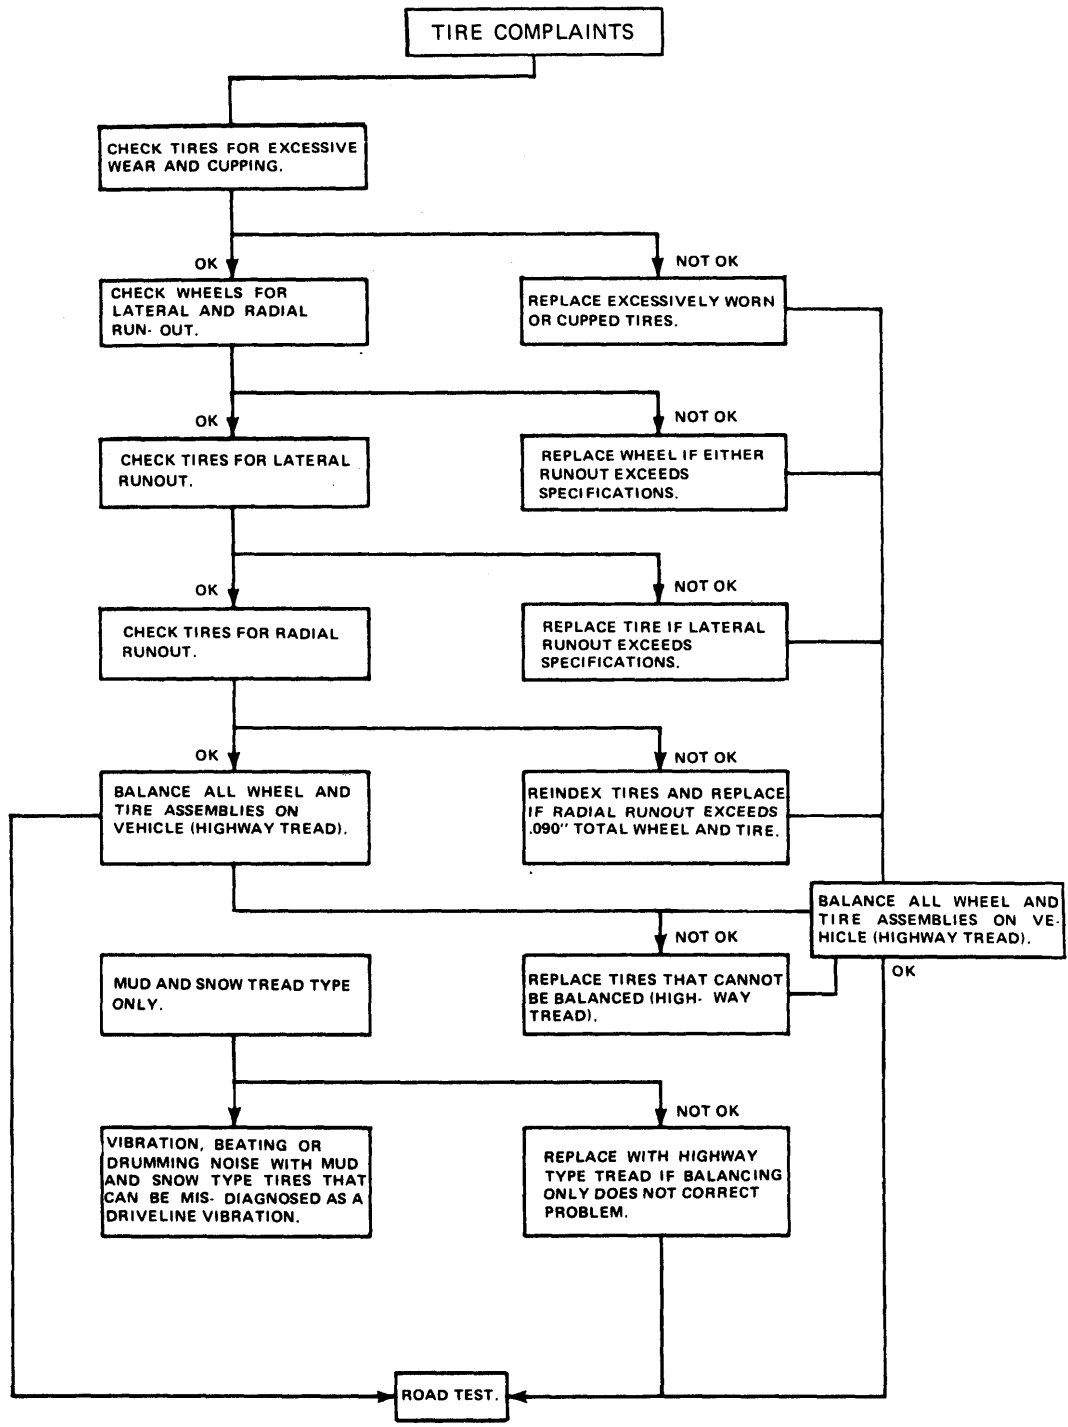 TIRE COMPLAINTS
CHECK TIRES FOR EXCESSIVE
WEAR AND CUPPING.
OK
NOT OK
CHECK WHEELS FOR
LATERAL AND RADIAL
RUN- OUT.
REPLACE EXCESSIVELY WORN
OR CUPPED TIRES.
OK
NOT OK
CHECK TIRES FOR LATERAL
RUNOUT.
REPLACE WHEEL IF EITHER
RUNOUT EXCEEDS
SPECIFICATIONS.
OK
NOT OK
CHECK TIRES FOR RADIAL
RUNOUT.
REPLACE TIRE IF LATERAL
RUNOUT EXCEEDS
SPECIFICATIONS.
OK
NOT OK
BALANCE ALL WHEEL AND
TIRE ASSEMBLIES ON
VEHICLE (HIGHWAY TREAD).
REINDEX TIRES AND REPLACE
IF RADIAL RUNOUT EXCEEDS
.090" TOTAL WHEEL AND TIRE.
BALANCE ALL WHEEL AND
TIRE ASSEMBLIES ON VE-
HICLE (HIGHWAY TREAD).
NOT OK
OK
MUD AND SNOW TREAD TYPE
ONLY.
REPLACE TIRES THAT CANNOT
BE BALANCED (HIGH- WAY
TREAD).
NOT OK
VIBRATION, BEATING OR
DRUMMING NOISE WITH MUD
AND SNOW TYPE TIRES THAT
CAN BE MIS- DIAGNOSED AS A
DRIVELINE VIBRATION.
REPLACE WITH HIGHWAY
TYPE TREAD IF BALANCING
ONLY DOES NOT CORRECT
PROBLEM.
ROAD TEST.